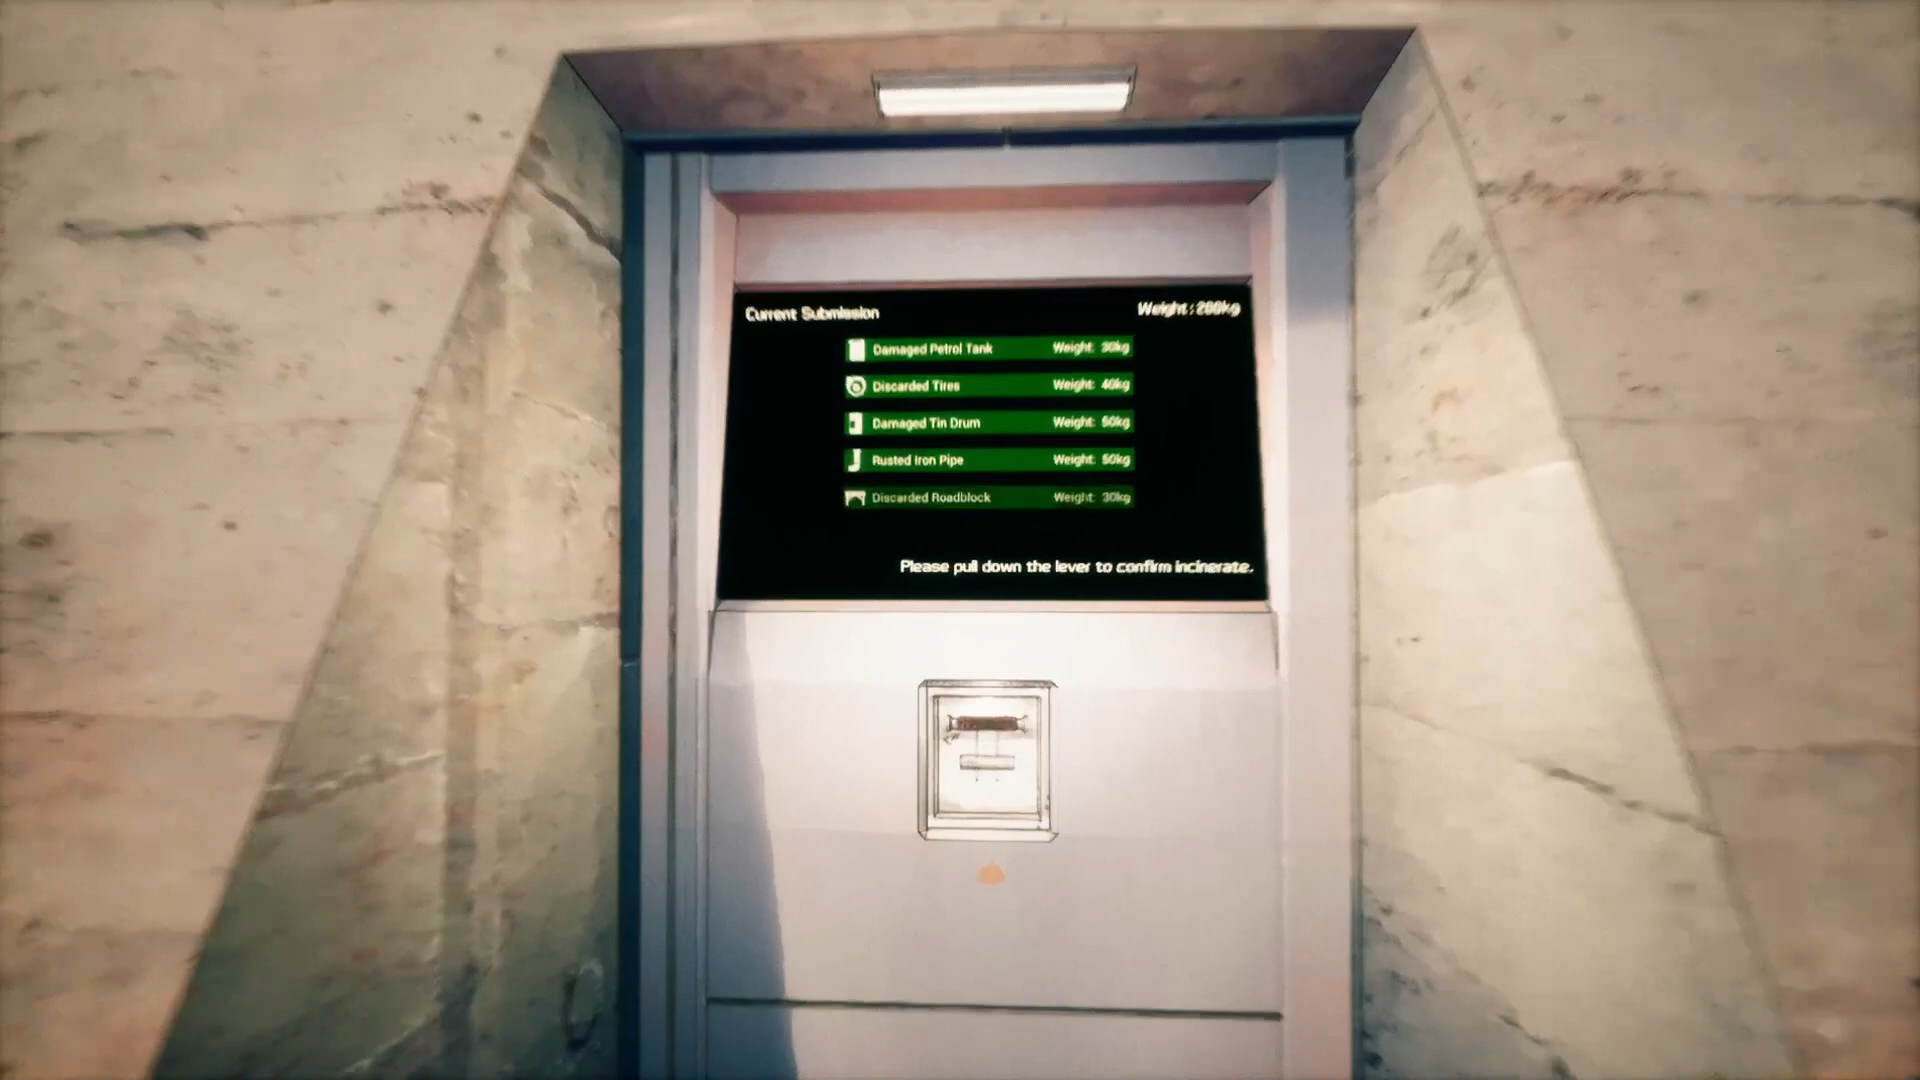 Current Submission
Weight: 200kg
Damaged Petrol Tank Weight: 30kg
Discarded Tires Weight: 40kg
Damaged Tin Drum Weight: 50kg
Rusted Iron Pipe Weight: 50kg
Discarded Roadblock Weight: 30kg
Please pull down the lever to confirm incinerate.